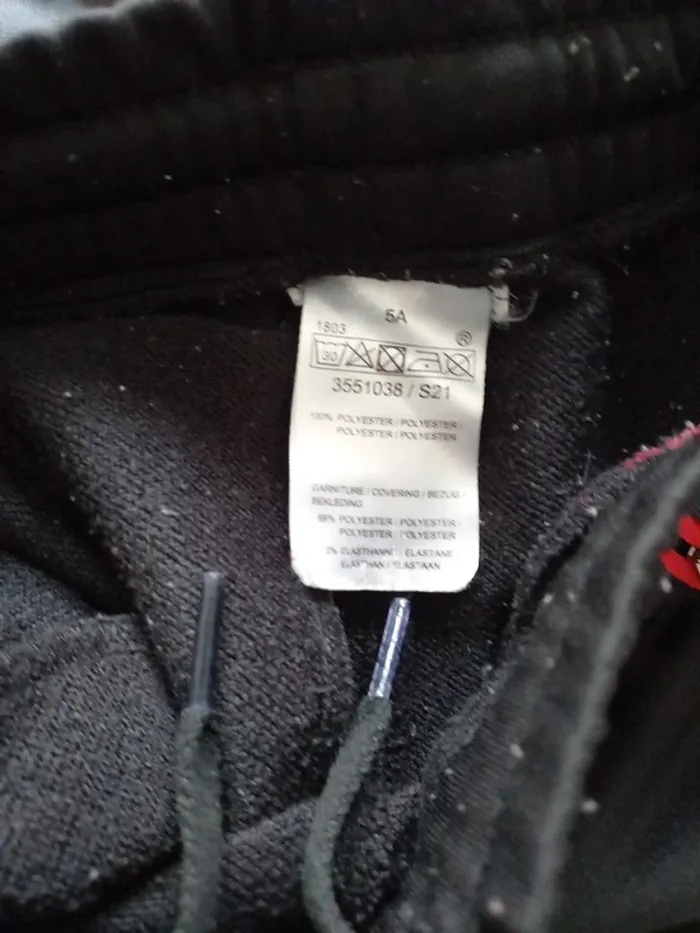 5A
1803
®
30
3551038 / S21
100% POLYESTER / POLYESTER /
POLYESTER / POLYESTER
GARNITURE / COVERING / BEZUG /
BEKLEDING
98% POLYESTER / POLYESTER /
POLYESTER / POLYESTER
2% ELASTHANNE / ELASTANE
ELASTHAN / ELASTAAN